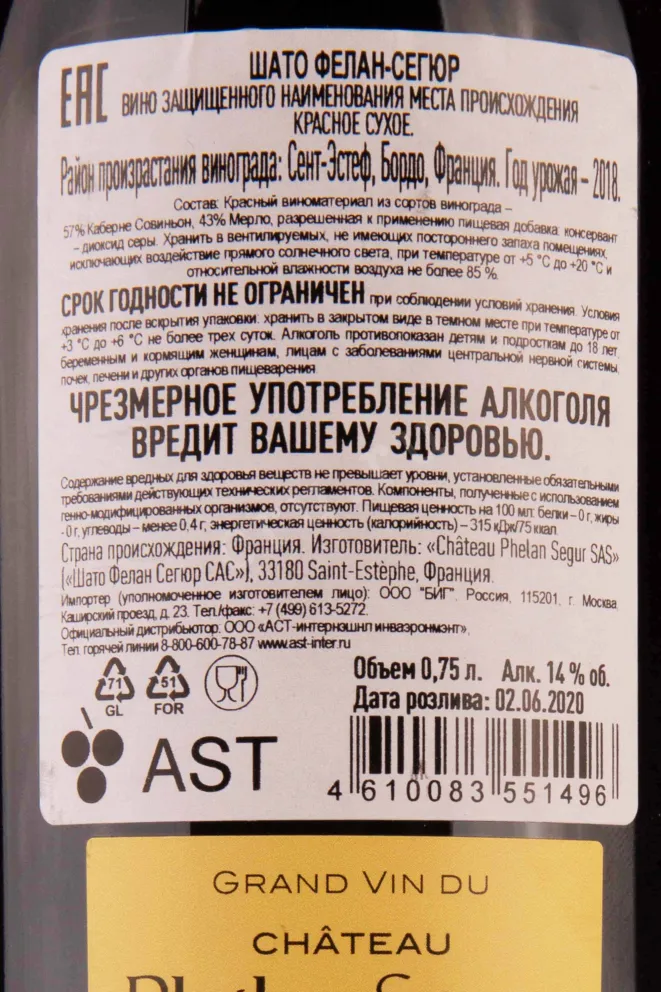 EAC
ШАТО ФЕЛАН-СЕГЮР
ВИНО ЗАЩИЩЕННОГО НАИМЕНОВАНИЯ МЕСТА ПРОИСХОЖДЕНИЯ
КРАСНОЕ СУХОЕ.
Район произрастания винограда: Сент-Эстеф, Бордо, Франция. Год урожая – 2018.
Состав: Красный виноматериал из сортов винограда –
57% Каберне Совиньон, 43% Мерло, разрешенная к применению пищевая добавка: консервант
– диоксид серы. Хранить в вентилируемых, не имеющих постороннего запаха помещениях,
исключающих воздействие прямого солнечного света, при температуре от +5 °C до +20 °C и
относительной влажности воздуха не более 85 %.
СРОК ГОДНОСТИ НЕ ОГРАНИЧЕН при соблюдении условий хранения. Условия
хранения после вскрытия упаковки: хранить в закрытом виде в темном месте при температуре от
+3 °C до +6 °C не более трех суток. Алкоголь противопоказан детям и подросткам до 18 лет,
беременным и кормящим женщинам, лицам с заболеваниями центральной нервной системы,
почек, печени и других органов пищеварения.
ЧРЕЗМЕРНОЕ УПОТРЕБЛЕНИЕ АЛКОГОЛЯ
ВРЕДИТ ВАШЕМУ ЗДОРОВЬЮ.
Содержание вредных для здоровья веществ не превышает уровни, установленные обязательными
требованиями действующих технических регламентов. Компоненты, полученные с использованием
генно-модифицированных организмов, отсутствуют. Пищевая ценность на 100 мл: белки – 0 г, жиры
- 0 г, углеводы – менее 0,4 г; энергетическая ценность (калорийность) – 315 кДж/75 ккал.
Страна происхождения: Франция. Изготовитель: «Château Phelan Segur SAS»
(«Шато Фелан Сегюр САС»), 33180 Saint-Estèphe, Франция.
Импортер (уполномоченное изготовителем лицо): ООО "БИГ". Россия, 115201, г. Москва,
Каширский проезд, д. 23. Тел./факс: +7 (499) 613-5272.
Официальный дистрибьютор: ООО «АСТ-интернэшнл инваэронмэнт»,
Тел. горячей линии 8-800-600-78-87 www.ast-inter.ru
71
GL
51
FOR
Объем 0,75 л. Алк. 14 % об.
Дата розлива: 02.06.2020
AST
4 610083 551496
GRAND VIN DU
CHÂTEAU